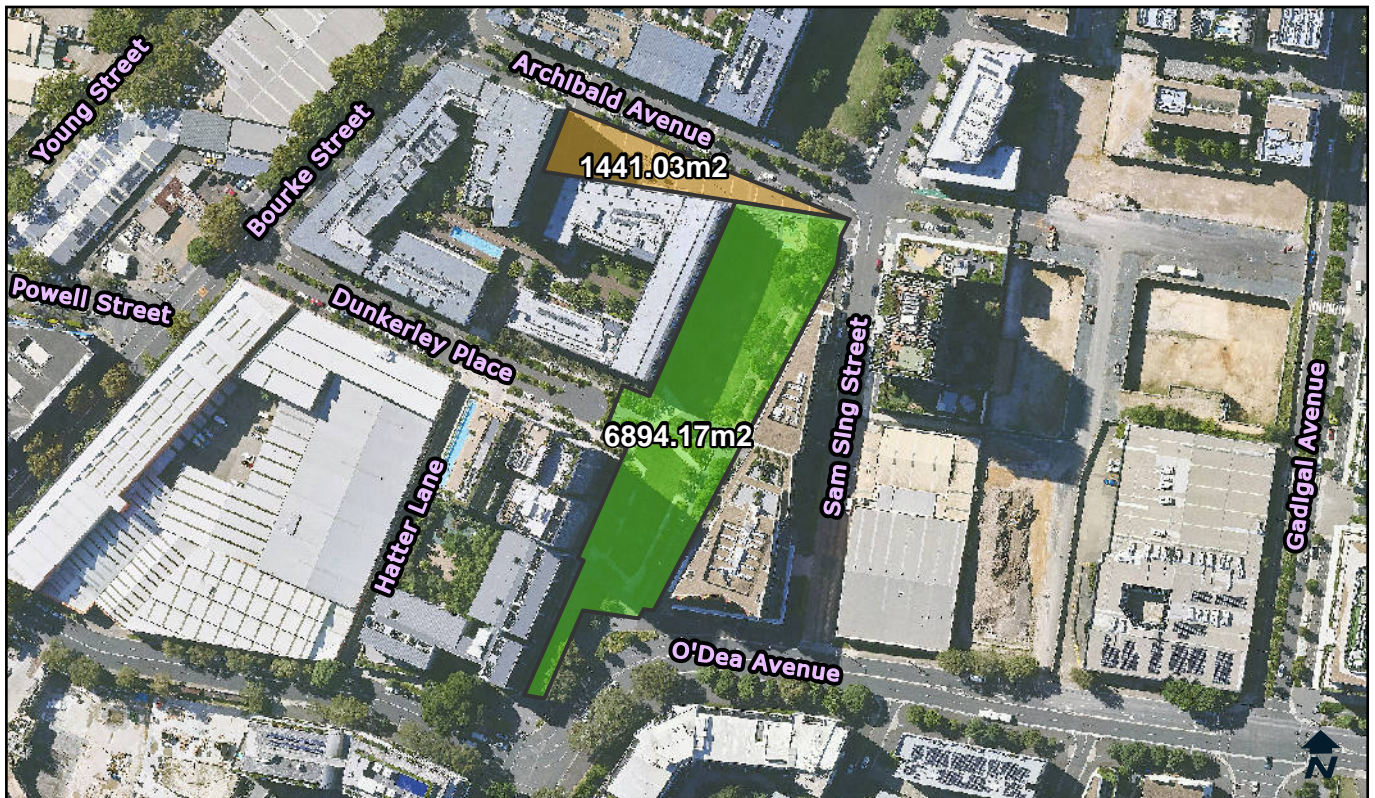 Young Street
Archibald Avenue
Bourke Street
1441.03m2
Powell Street
Dunkerley Place
Sam Sing Street
6894.17m2
Gadigal Avenue
Hatter Lane
O'Dea Avenue
N